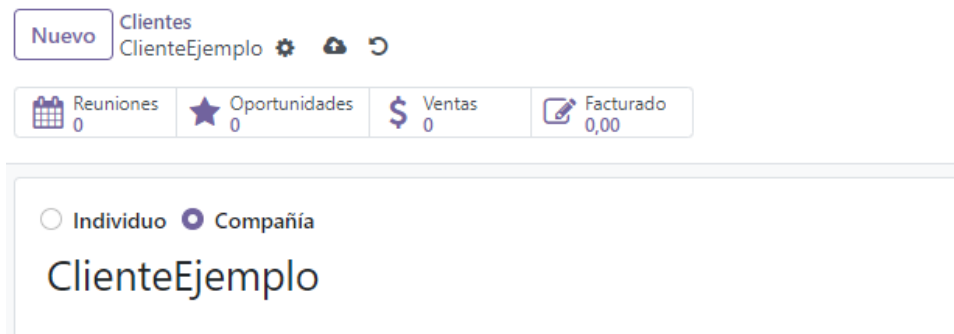 Nuevo
Clientes
ClienteEjemplo
Reuniones
0
Oportunidades
0
Ventas
0
Facturado
0,00
Individuo
Compañía
ClienteEjemplo